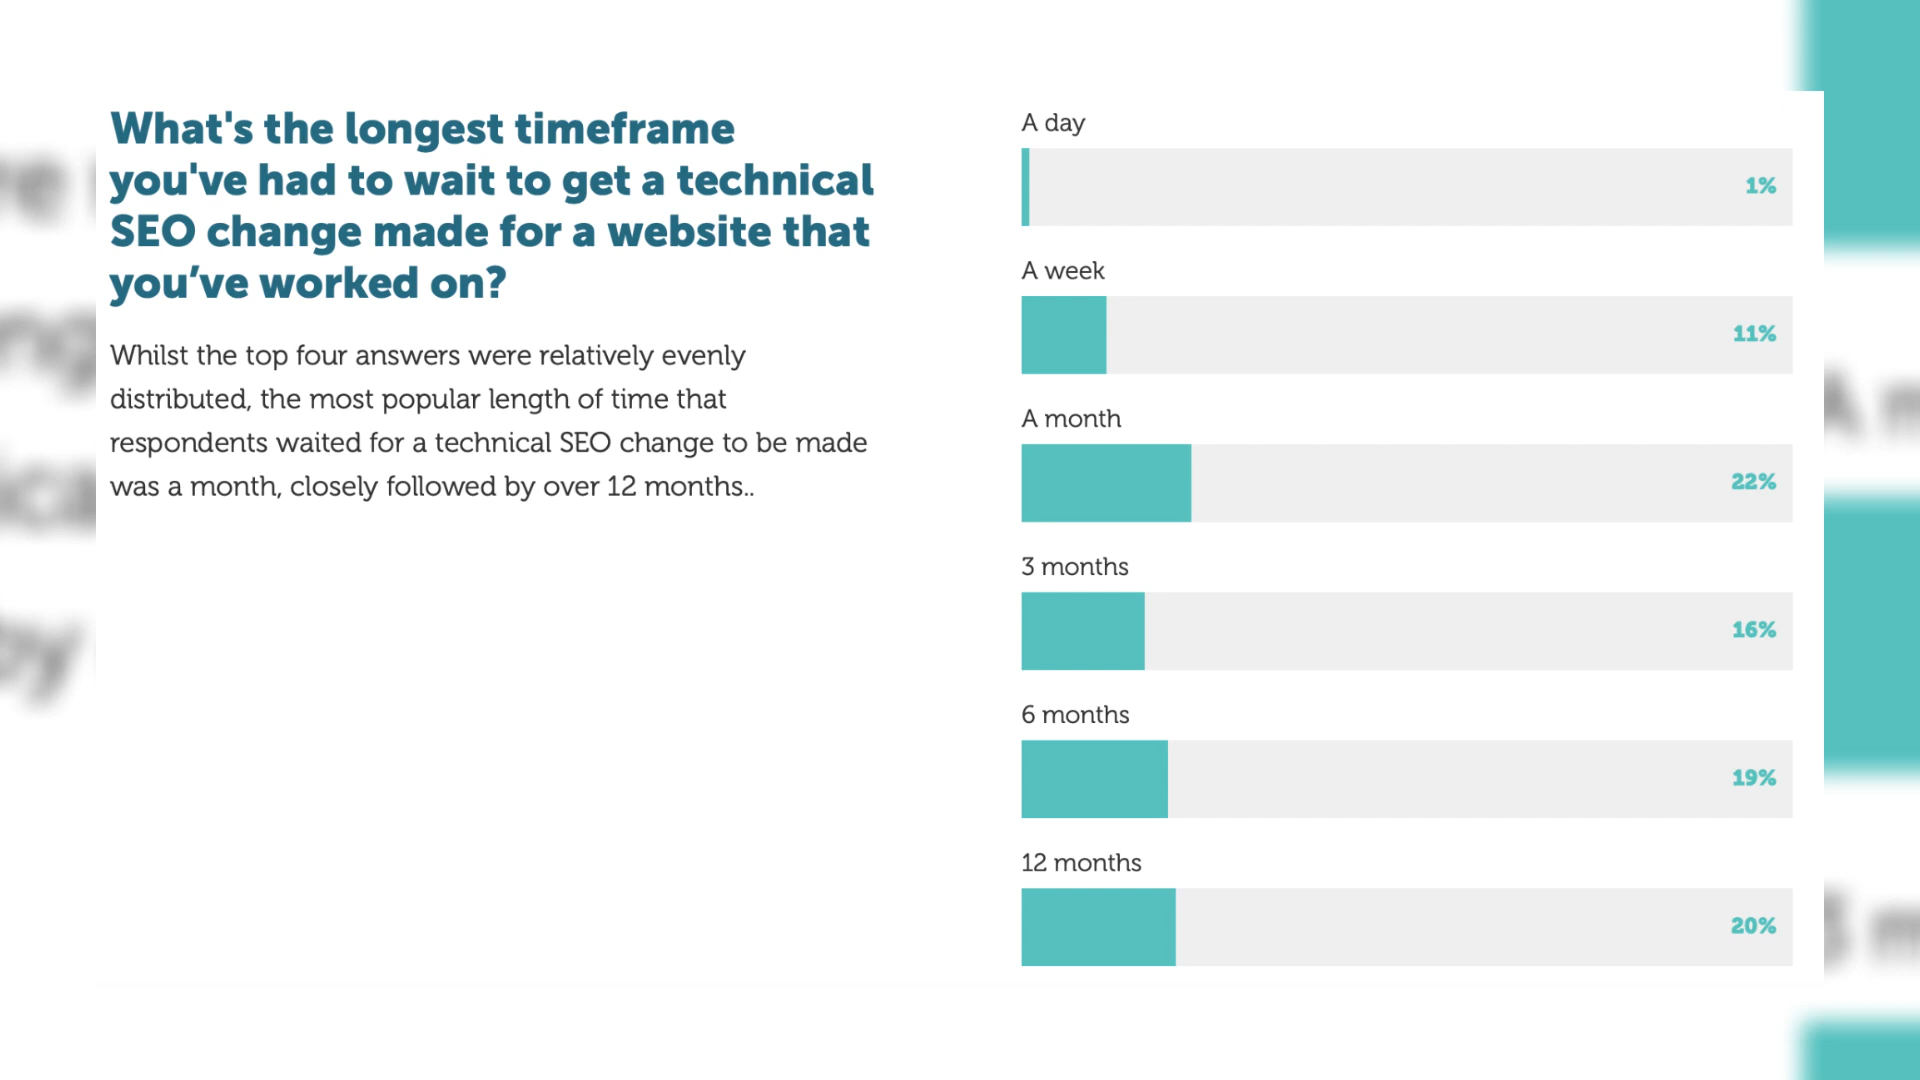 What's the longest timeframe
you've had to wait to get a technical
SEO change made for a website that
you’ve worked on?
Whilst the top four answers were relatively evenly
distributed, the most popular length of time that
respondents waited for a technical SEO change to be made
was a month, closely followed by over 12 months..
A day
1%
A week
11%
A month
22%
3 months
16%
6 months
19%
12 months
20%